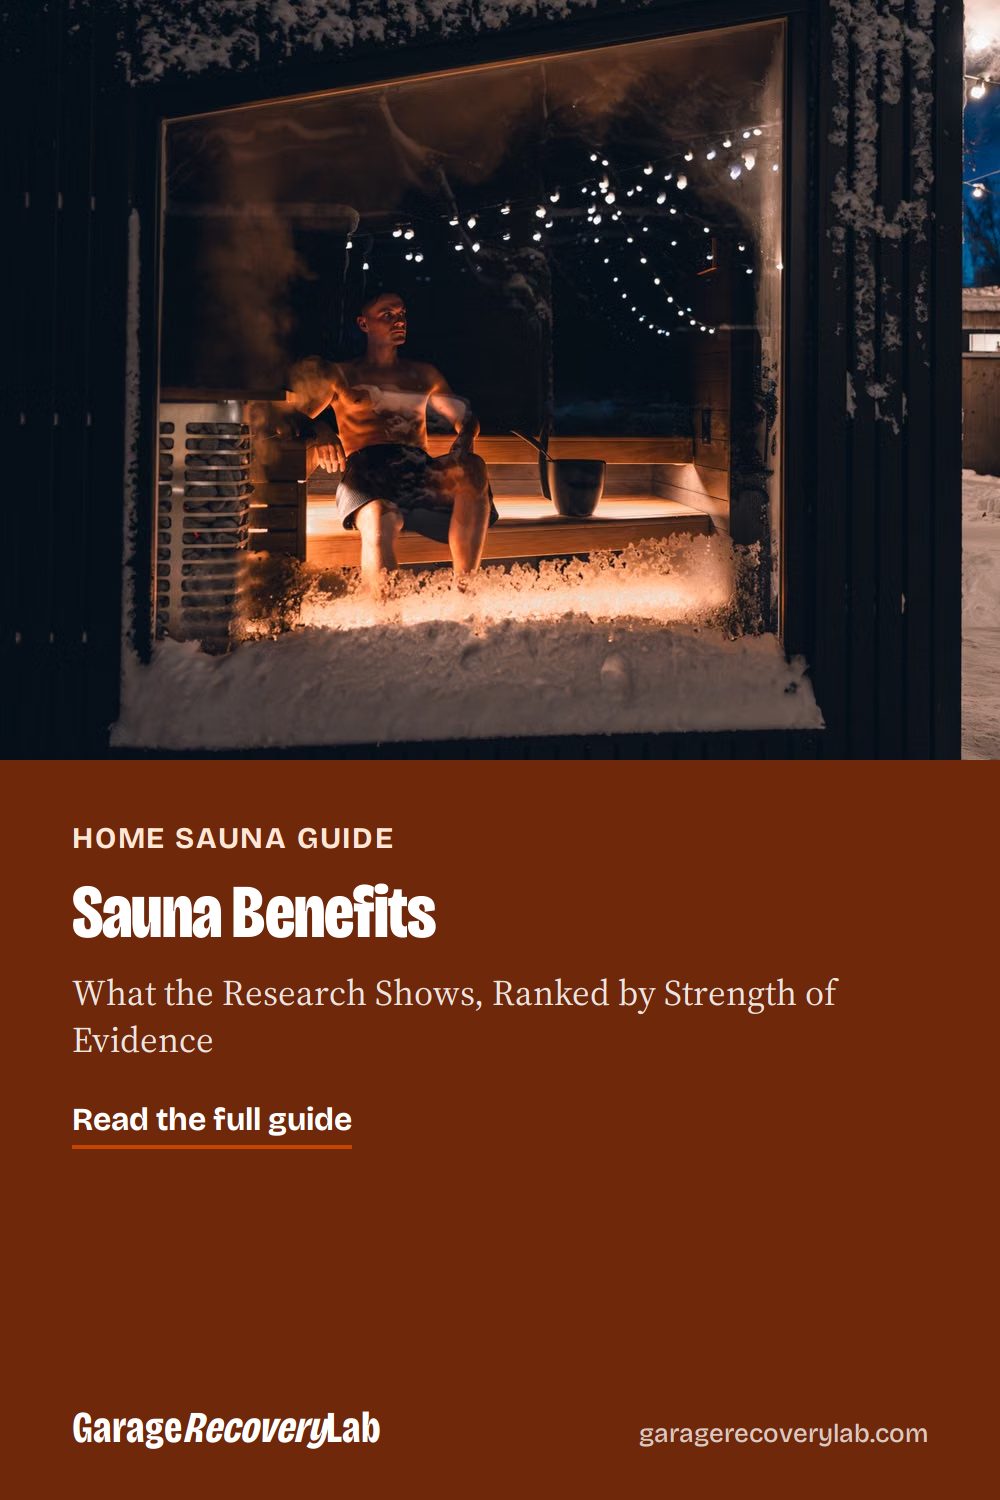 HOME SAUNA GUIDE
Sauna Benefits
What the Research Shows, Ranked by Strength of
Evidence
Read the full guide
GarageRecoveryLab
garagerecoverylab.com